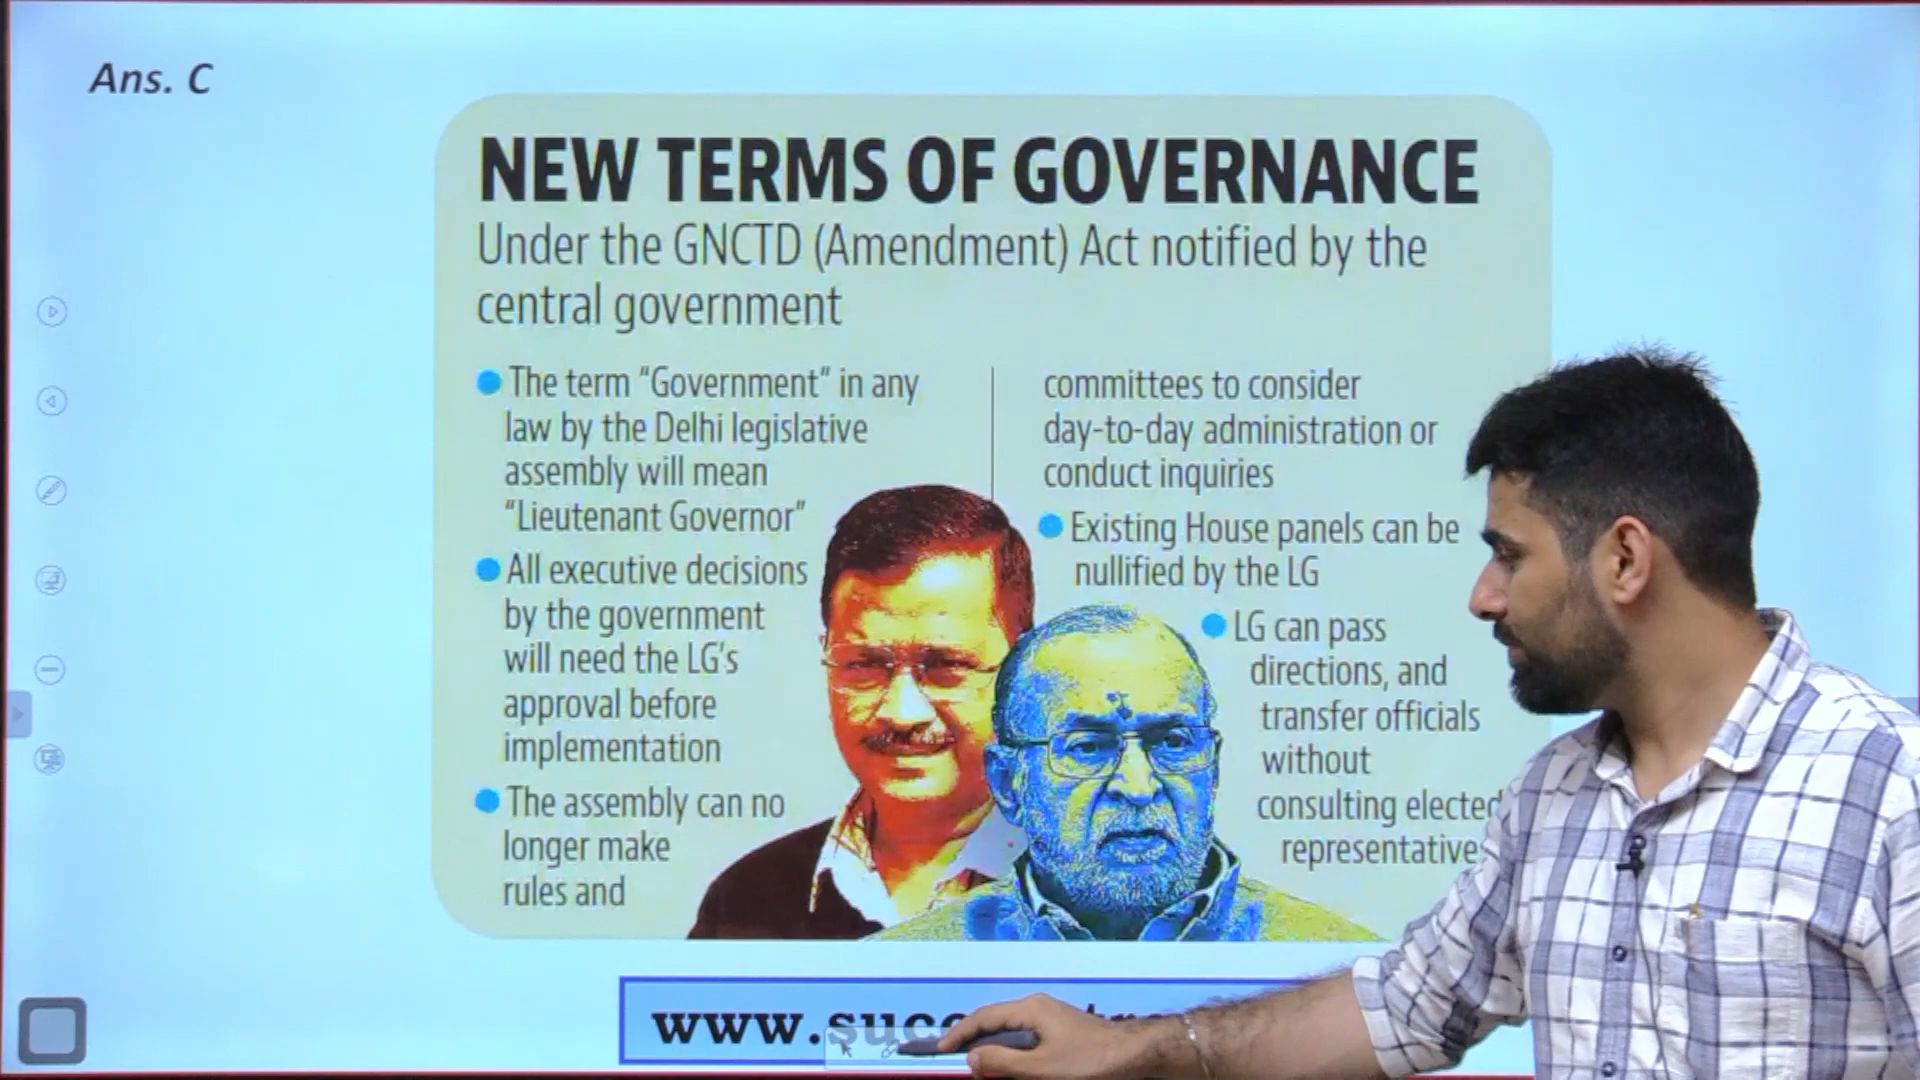 Ans. C
NEW TERMS OF GOVERNANCE
Under the GNCTD (Amendment) Act notified by the
central government
The term “Government” in any
law by the Delhi legislative
assembly will mean
“Lieutenant Governor”
All executive decisions
by the government
will need the LG's
approval before
implementation
The assembly can no
longer make
rules and
committees to consider
day-to-day administration or
conduct inquiries
Existing House panels can be
nullified by the LG
LG can pass
directions, and
transfer officials
without
consulting elected
representative
www.suc